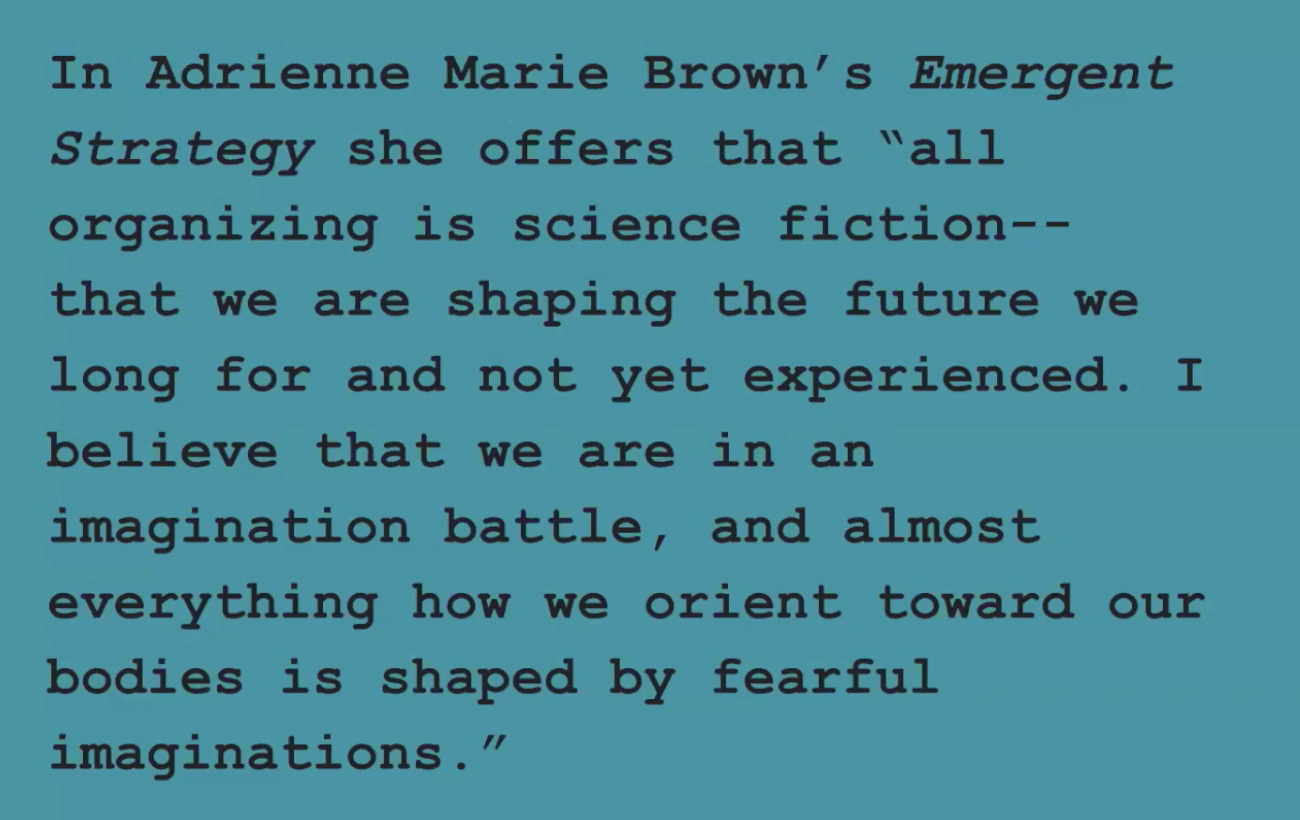 In Adrienne Marie Brown’s Emergent
Strategy she offers that “all
organizing is science fiction--
that we are shaping the future we
long for and not yet experienced. I
believe that we are in an
imagination battle, and almost
everything how we orient toward our
bodies is shaped by fearful
imaginations.”